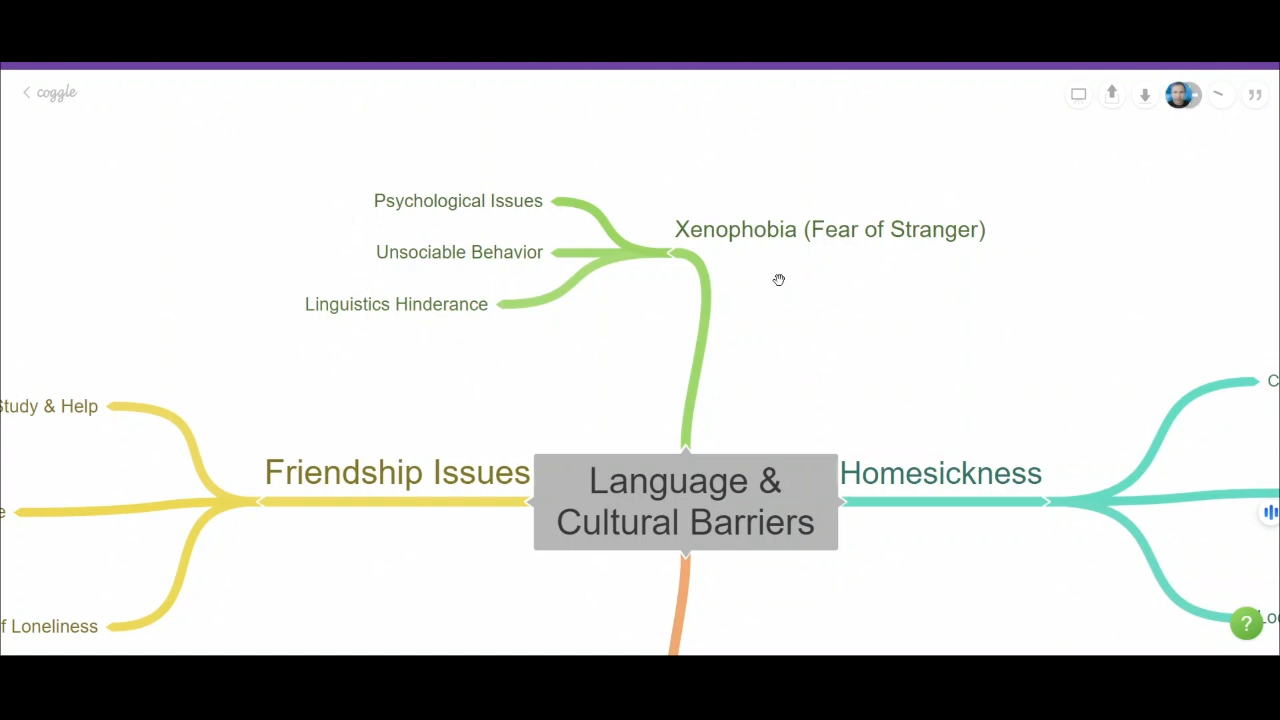 coggle
Psychological Issues
Xenophobia (Fear of Stranger)
Unsociable Behavior
Linguistics Hinderance
Study & Help
Friendship Issues
Language &
Cultural Barriers
Homesickness
Loneliness
?